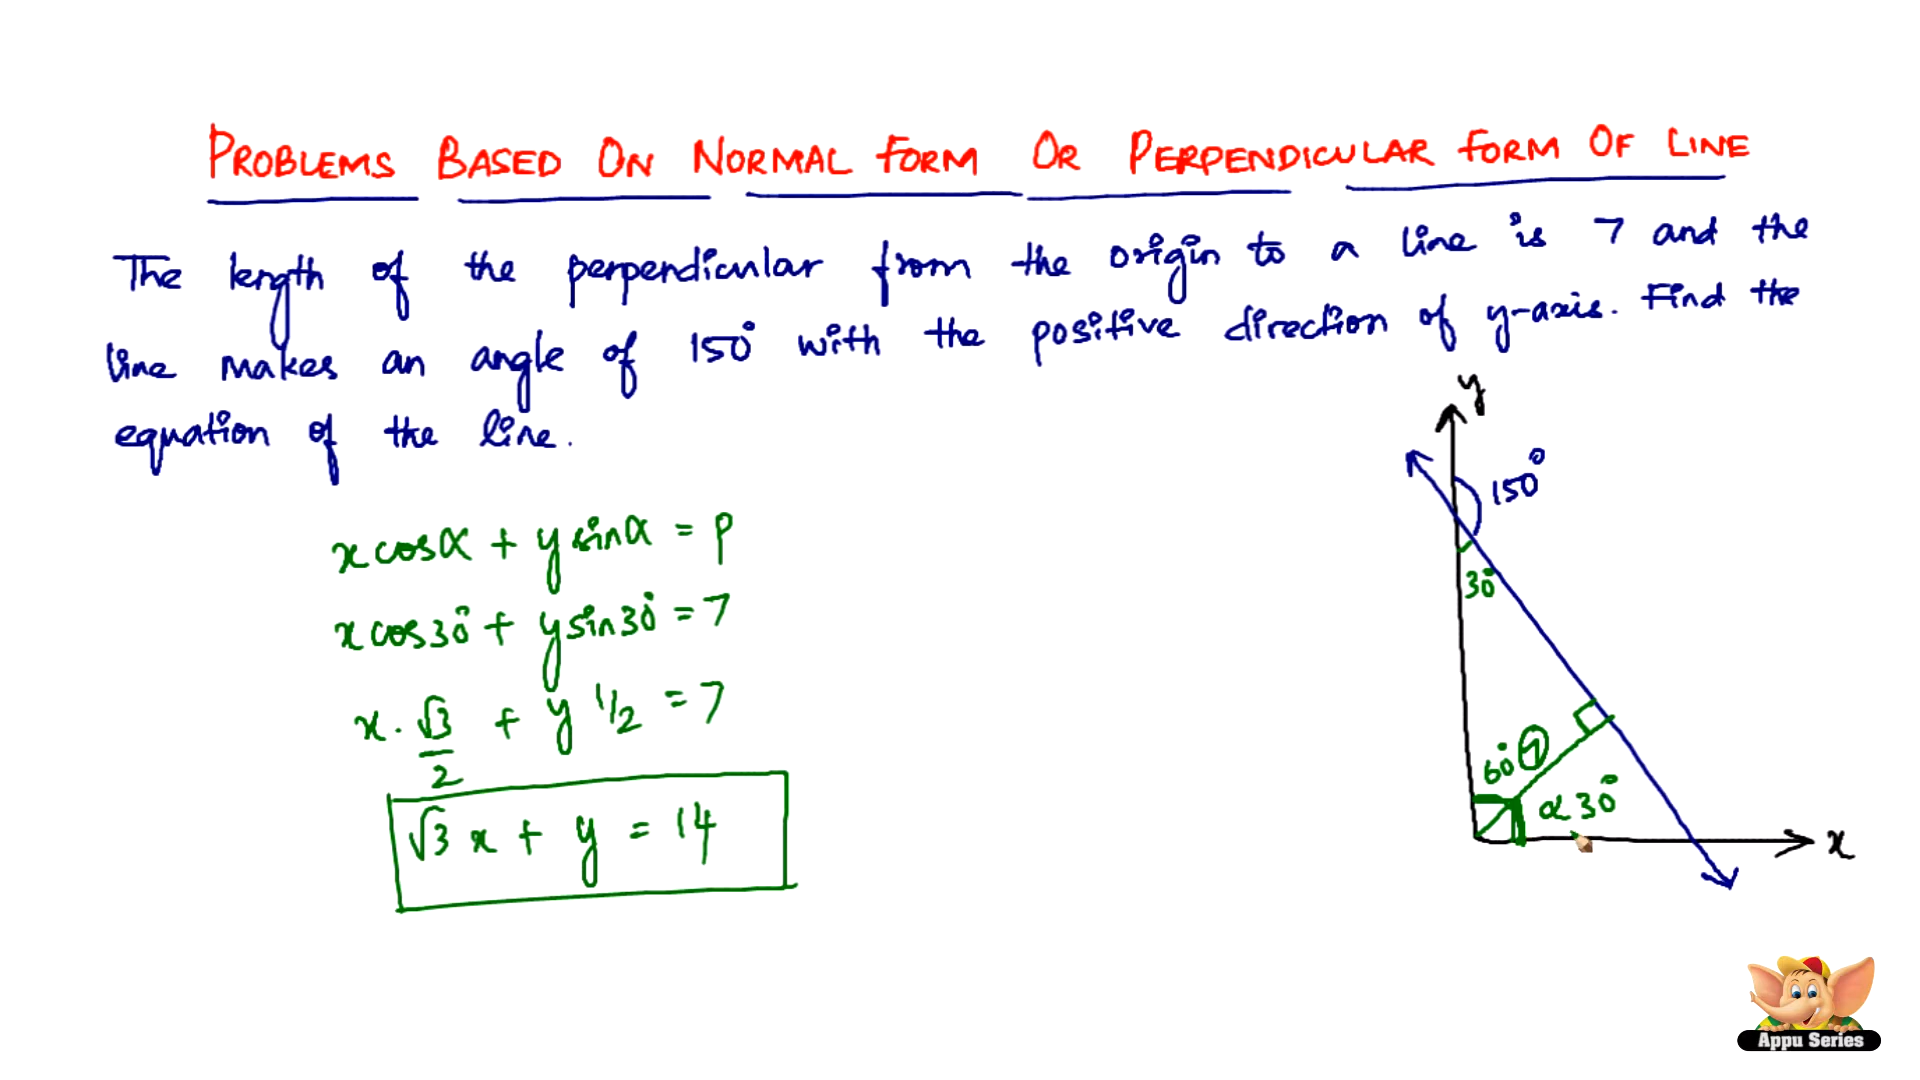 PROBLEMS BASED ON NORMAL FORM OR PERPENDICULAR FORM OF LINE
The length of the perpendicular from the origin to a line is 7 and the
line makes an angle of 150° with the positive direction of y-axis. Find the
equation of the line.
x cosα + y sinα = p
x cos30° + y sin30° = 7
x . √3/2 + y 1/2 = 7
√3 x + y = 14
y
150°
30°
60° 7
α 30°
x
Appu Series